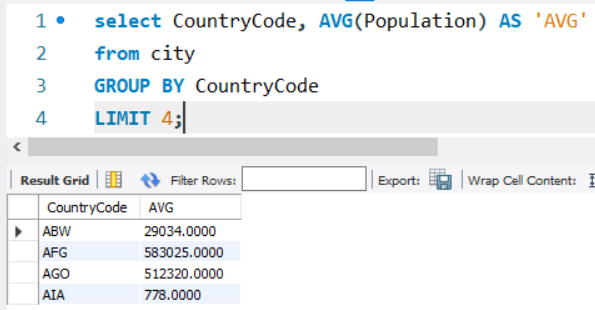 1 select CountryCode, AVG(Population) AS 'AVG'
2 from city
3 GROUP BY CountryCode
4 LIMIT 4;
Result Grid Filter Rows: Export: Wrap Cell Content:
CountryCode AVG
ABW 29034.0000
AFG 583025.0000
AGO 512320.0000
AIA 778.0000